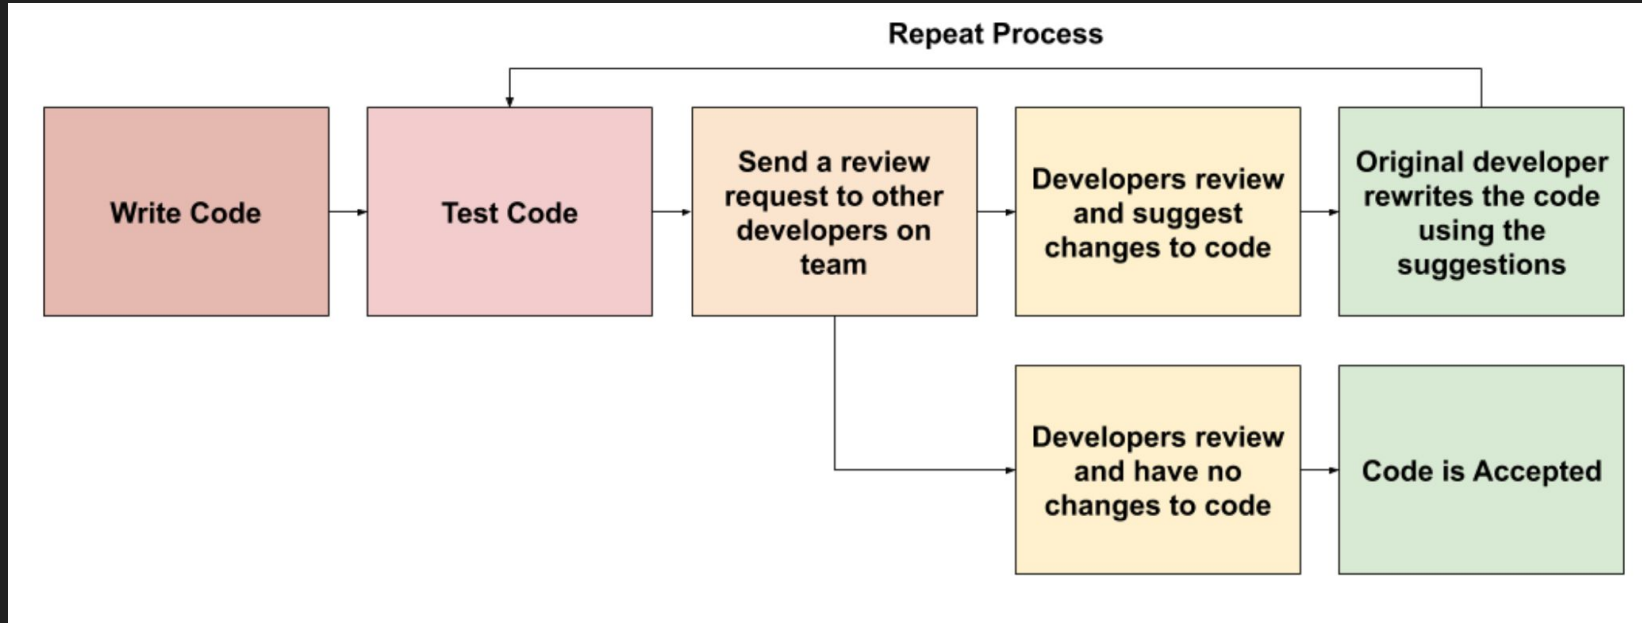 Repeat Process
Write Code
Test Code
Send a review
request to other
developers on
team
Developers review
and suggest
changes to code
Original developer
rewrites the code
using the
suggestions
Developers review
and have no
changes to code
Code is Accepted